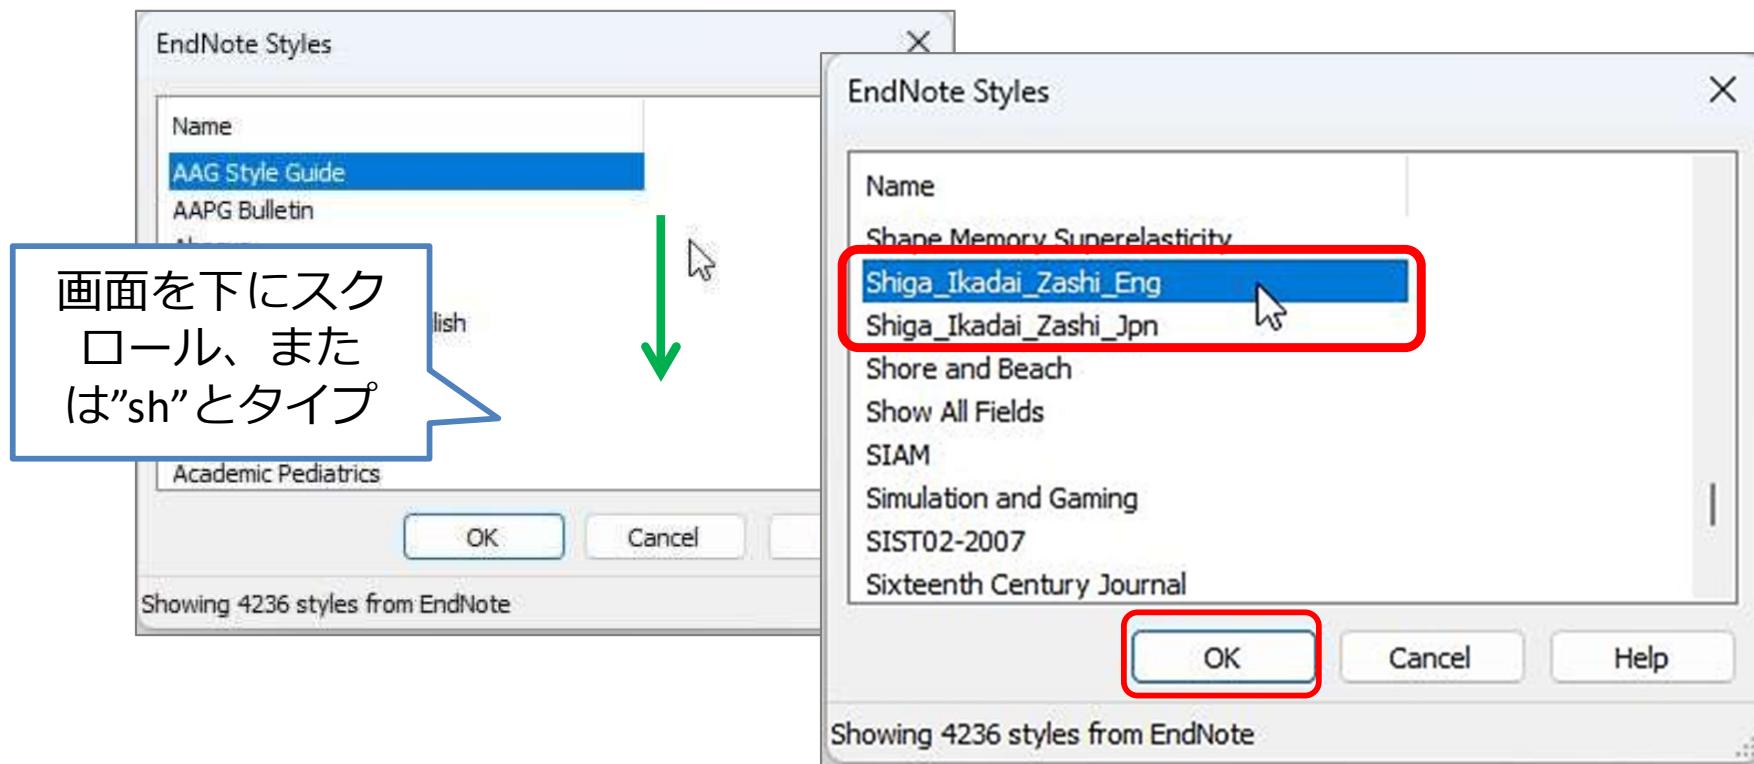 EndNote Styles
Name
AAG Style Guide
AAPG Bulletin
lish
Academic Pediatrics
OK
Cancel
Showing 4236 styles from EndNote
画面を下にスク
ロール、また
は”sh”とタイプ
EndNote Styles
Name
Shape Memory Superelasticity
Shiga_Ikadai_Zashi_Eng
Shiga_Ikadai_Zashi_Jpn
Shore and Beach
Show All Fields
SIAM
Simulation and Gaming
SIST02-2007
Sixteenth Century Journal
OK
Cancel
Help
Showing 4236 styles from EndNote